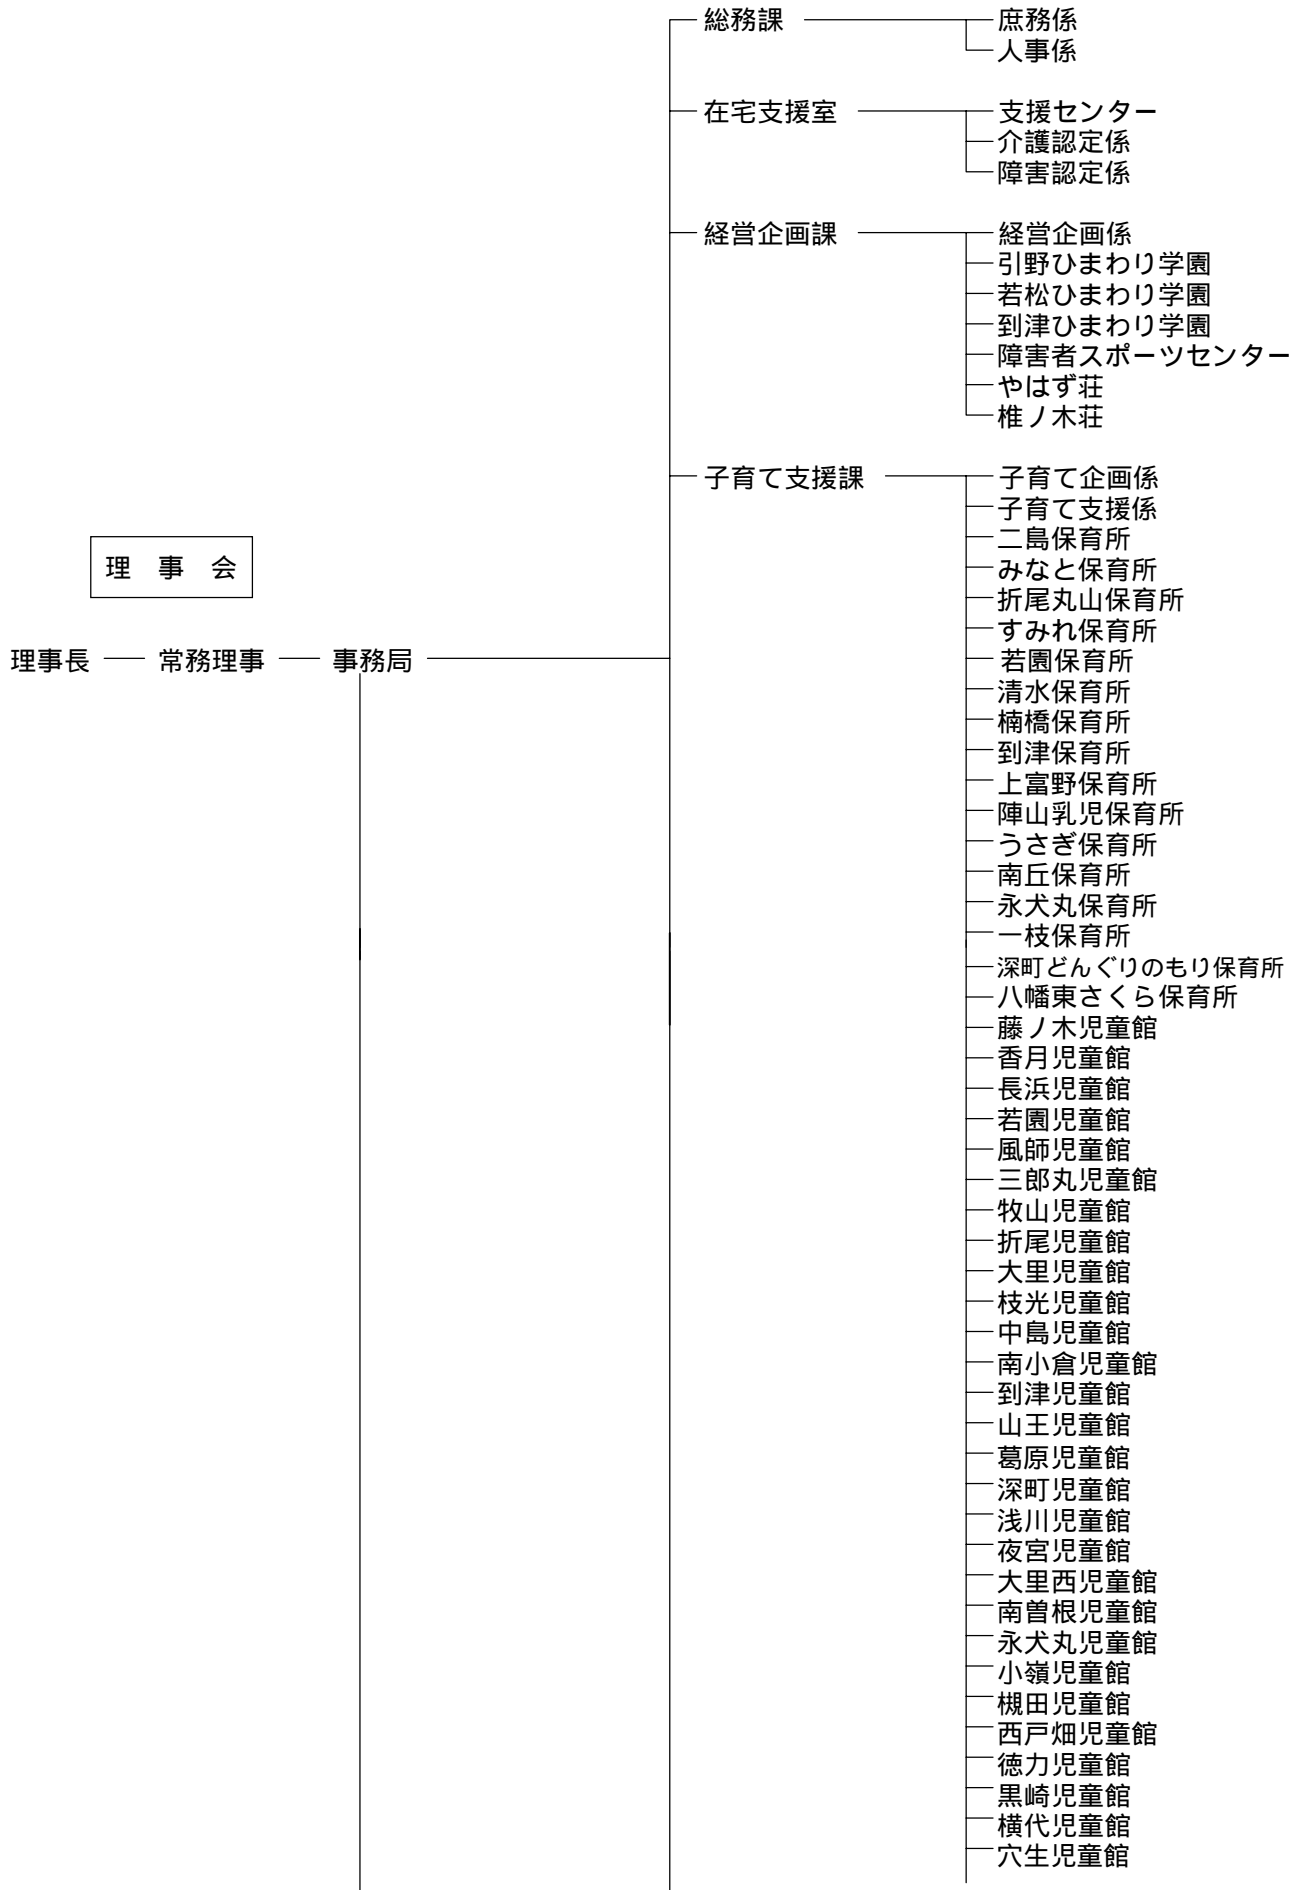 総務課 庶務係
人事係
在宅支援室 支援センター
介護認定係
障害認定係
経営企画課 経営企画係
引野ひまわり学園
若松ひまわり学園
到津ひまわり学園
障害者スポーツセンター
やはず荘
椎ノ木荘
子育て支援課 子育て企画係
子育て支援係
二島保育所
理 事 会
みなと保育所
折尾丸山保育所
すみれ保育所
理事長 常務理事 事務局
若園保育所
清水保育所
楠橋保育所
到津保育所
上富野保育所
陣山乳児保育所
うさぎ保育所
南丘保育所
永犬丸保育所
一枝保育所
深町どんぐりのもり保育所
八幡東さくら保育所
藤ノ木児童館
香月児童館
長浜児童館
若園児童館
風師児童館
三郎丸児童館
牧山児童館
折尾児童館
大里児童館
枝光児童館
中島児童館
南小倉児童館
到津児童館
山王児童館
葛原児童館
深町児童館
浅川児童館
夜宮児童館
大里西児童館
南曽根児童館
永犬丸児童館
小嶺児童館
槻田児童館
西戸畑児童館
徳力児童館
黒崎児童館
横代児童館
穴生児童館